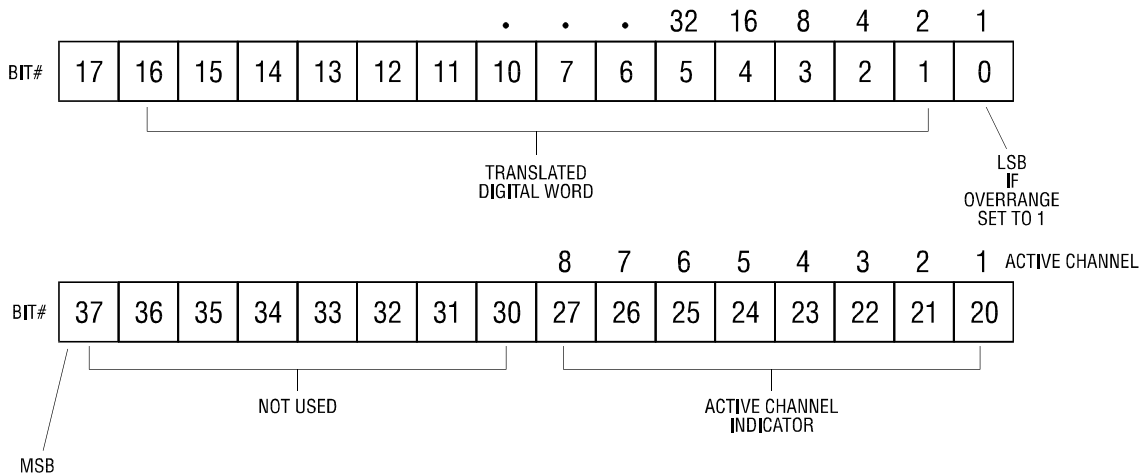 • • • 32 16 8 4 2 1
BIT# 17 16 15 14 13 12 11 10 7 6 5 4 3 2 1 0
TRANSLATED
DIGITAL WORD
LSB
IF
OVERRANGE
SET TO 1
8 7 6 5 4 3 2 1 ACTIVE CHANNEL
BIT# 37 36 35 34 33 32 31 30 27 26 25 24 23 22 21 20
NOT USED
ACTIVE CHANNEL
INDICATOR
MSB